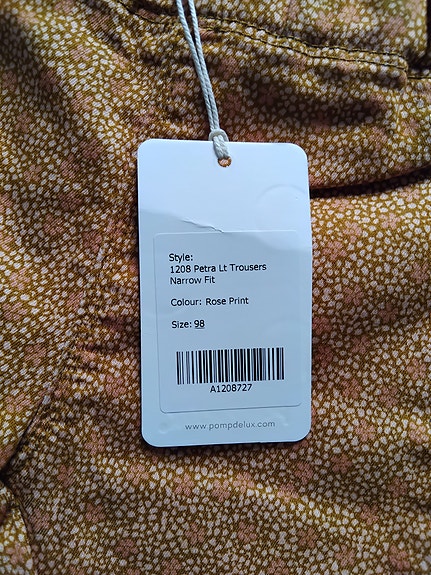 Style:
1208 Petra Lt Trousers
Narrow Fit
Colour: Rose Print
Size: 98
A1208727
www.pompdelux.com